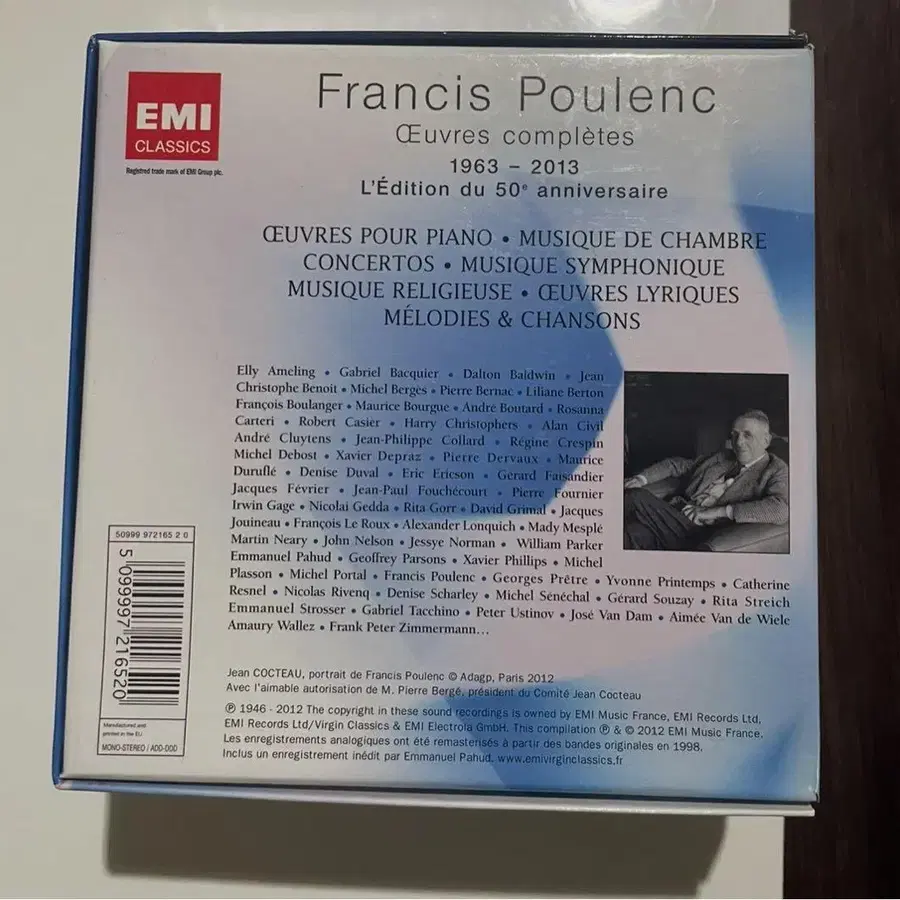 EMI
CLASSICS
Registred trade mark of EMI Group plc.
Francis Poulenc
Œuvres complètes
1963 – 2013
L'Édition du 50e anniversaire
ŒUVRES POUR PIANO • MUSIQUE DE CHAMBRE
CONCERTOS • MUSIQUE SYMPHONIQUE
MUSIQUE RELIGIEUSE • ŒUVRES LYRIQUES
MÉLODIES & CHANSONS
Elly Ameling • Gabriel Bacquier • Dalton Baldwin • Jean
Christophe Benoit • Michel Berges • Pierre Bernac • Liliane Berton
François Boulanger • Maurice Bourgue • André Boutard • Rosanna
Carteri • Robert Casier • Harry Christophers • Alan Civil
André Cluytens • Jean-Philippe Collard • Régine Crespin
Michel Debost • Xavier Depraz • Pierre Dervaux • Maurice
Duruflé • Denise Duval • Eric Ericson • Gerard Faisandier
Jacques Février • Jean-Paul Fouchécourt • Pierre Fournier
Irwin Gage • Nicolai Gedda • Rita Gorr • David Grimal • Jacques
Jouineau • François Le Roux • Alexander Lonquich • Mady Mesplé
Martin Neary • John Nelson • Jessye Norman • William Parker
Emmanuel Pahud • Geoffrey Parsons • Xavier Phillips • Michel
Plasson • Michel Portal • Francis Poulenc • Georges Prêtre • Yvonne Printemps • Catherine
Resnel • Nicolas Rivenq • Denise Scharley • Michel Sénéchal • Gérard Souzay • Rita Streich
Emmanuel Strosser • Gabriel Tacchino • Peter Ustinov • José Van Dam • Aimée Van de Wiele
Amaury Wallez • Frank Peter Zimmermann...
50999 972165 2 0
5 099997 216520
Manufactured and
printed in the EU
MONO-STEREO / ADD-DDD
Jean COCTEAU, portrait de Francis Poulenc © Adagp, Paris 2012
Avec l'aimable autorisation de M. Pierre Bergé, président du Comité Jean Cocteau
℗ 1946 - 2012 The copyright in these sound recordings is owned by EMI Music France, EMI Records Ltd,
EMI Records Ltd/Virgin Classics & EMI Electrola GmbH. This compilation ℗ & © 2012 EMI Music France.
Les enregistrements analogiques ont été remasterisés à partir des bandes originales en 1998.
Inclus un enregistrement inédit par Emmanuel Pahud. www.emivirginclassics.fr